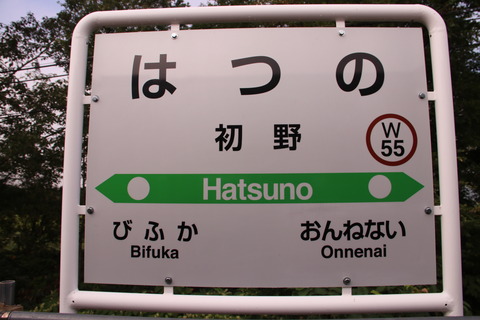 はつの
初野
W
55
Hatsuno
びふか おんねない
Bifuka Onnenai